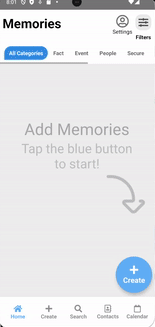 8:01
Memories
Settings
Filters
All Categories Fact Event People Secure
Add Memories
Tap the blue button
to start!
Create
Home Create Search Contacts Calendar